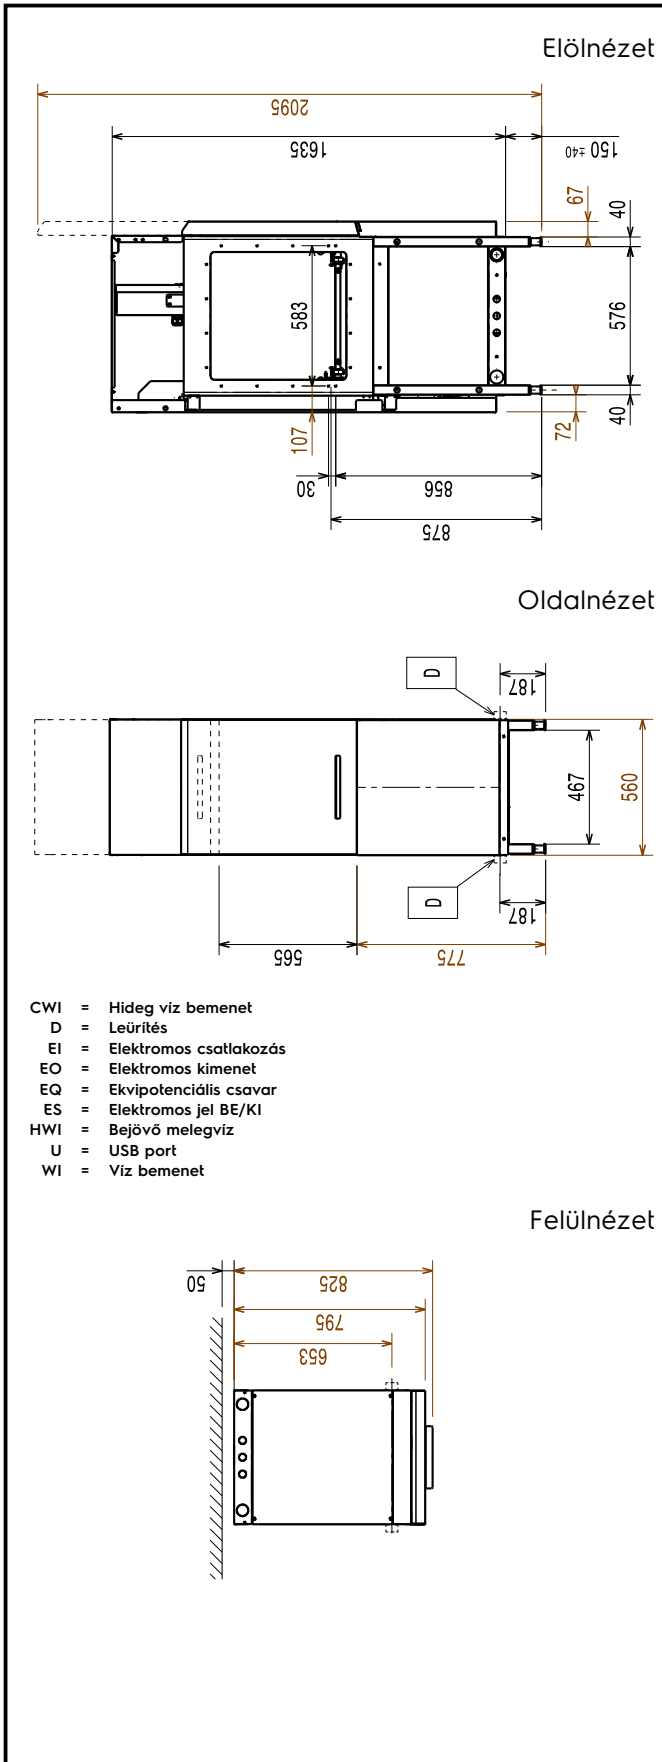 Elölnézet
2095
1635
150 ±40
67
40
583
576
107
72
40
30
856
875
Oldalnézet
D
187
467
560
D
187
565
775
CWI = Hideg víz bemenet
D = Leürítés
EI = Elektromos csatlakozás
EO = Elektromos kimenet
EQ = Ekvipotenciális csavar
ES = Elektromos jel BE/KI
HWI = Bejövő melegvíz
U = USB port
WI = Víz bemenet
Felülnézet
50
825
795
653